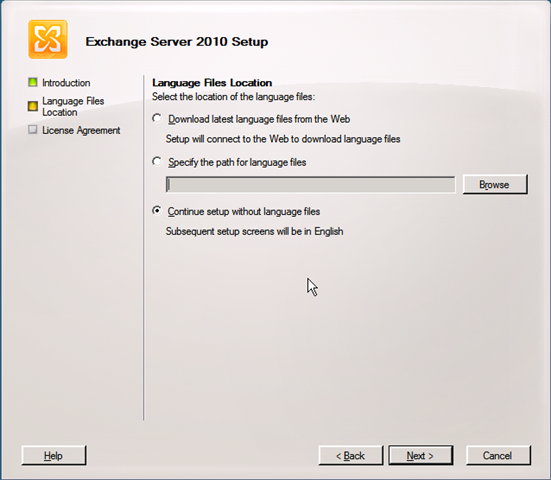 Exchange Server 2010 Setup
Introduction
Language Files
Location
License Agreement
Language Files Location
Select the location of the language files:
Download latest language files from the Web
Setup will connect to the Web to download language files
Specify the path for language files
Browse
Continue setup without language files
Subsequent setup screens will be in English
Help
< Back
Next >
Cancel